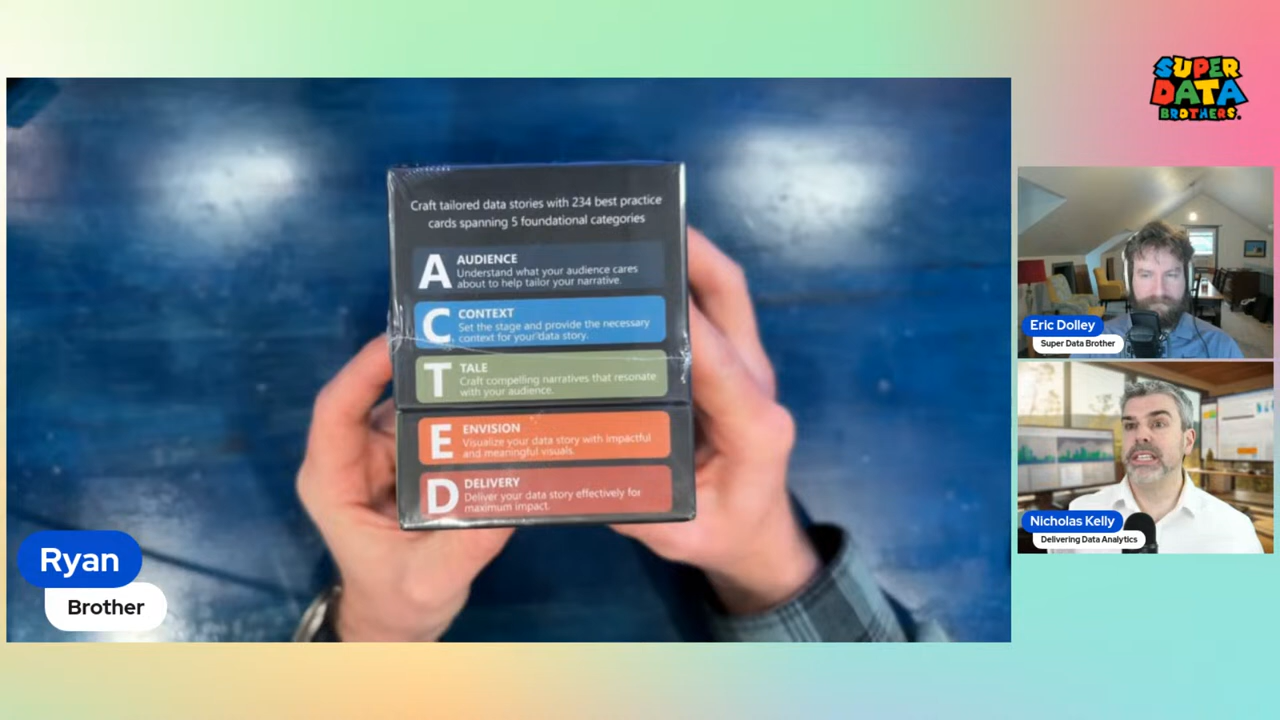 SUPER
DATA
BROTHERS.
Craft tailored data stories with 234 best practice
cards spanning 5 foundational categories
A AUDIENCE
Understand what your audience cares
about to help tailor your narrative.
C CONTEXT
Set the stage and provide the necessary
context for your data story.
T TALE
Craft compelling narratives that resonate
with your audience.
E ENVISION
Visualize your data story with impactful
and meaningful visuals.
D DELIVERY
Deliver your data story effectively for
maximum impact.
Ryan
Brother
Eric Dolley
Super Data Brother
Nicholas Kelly
Delivering Data Analytics